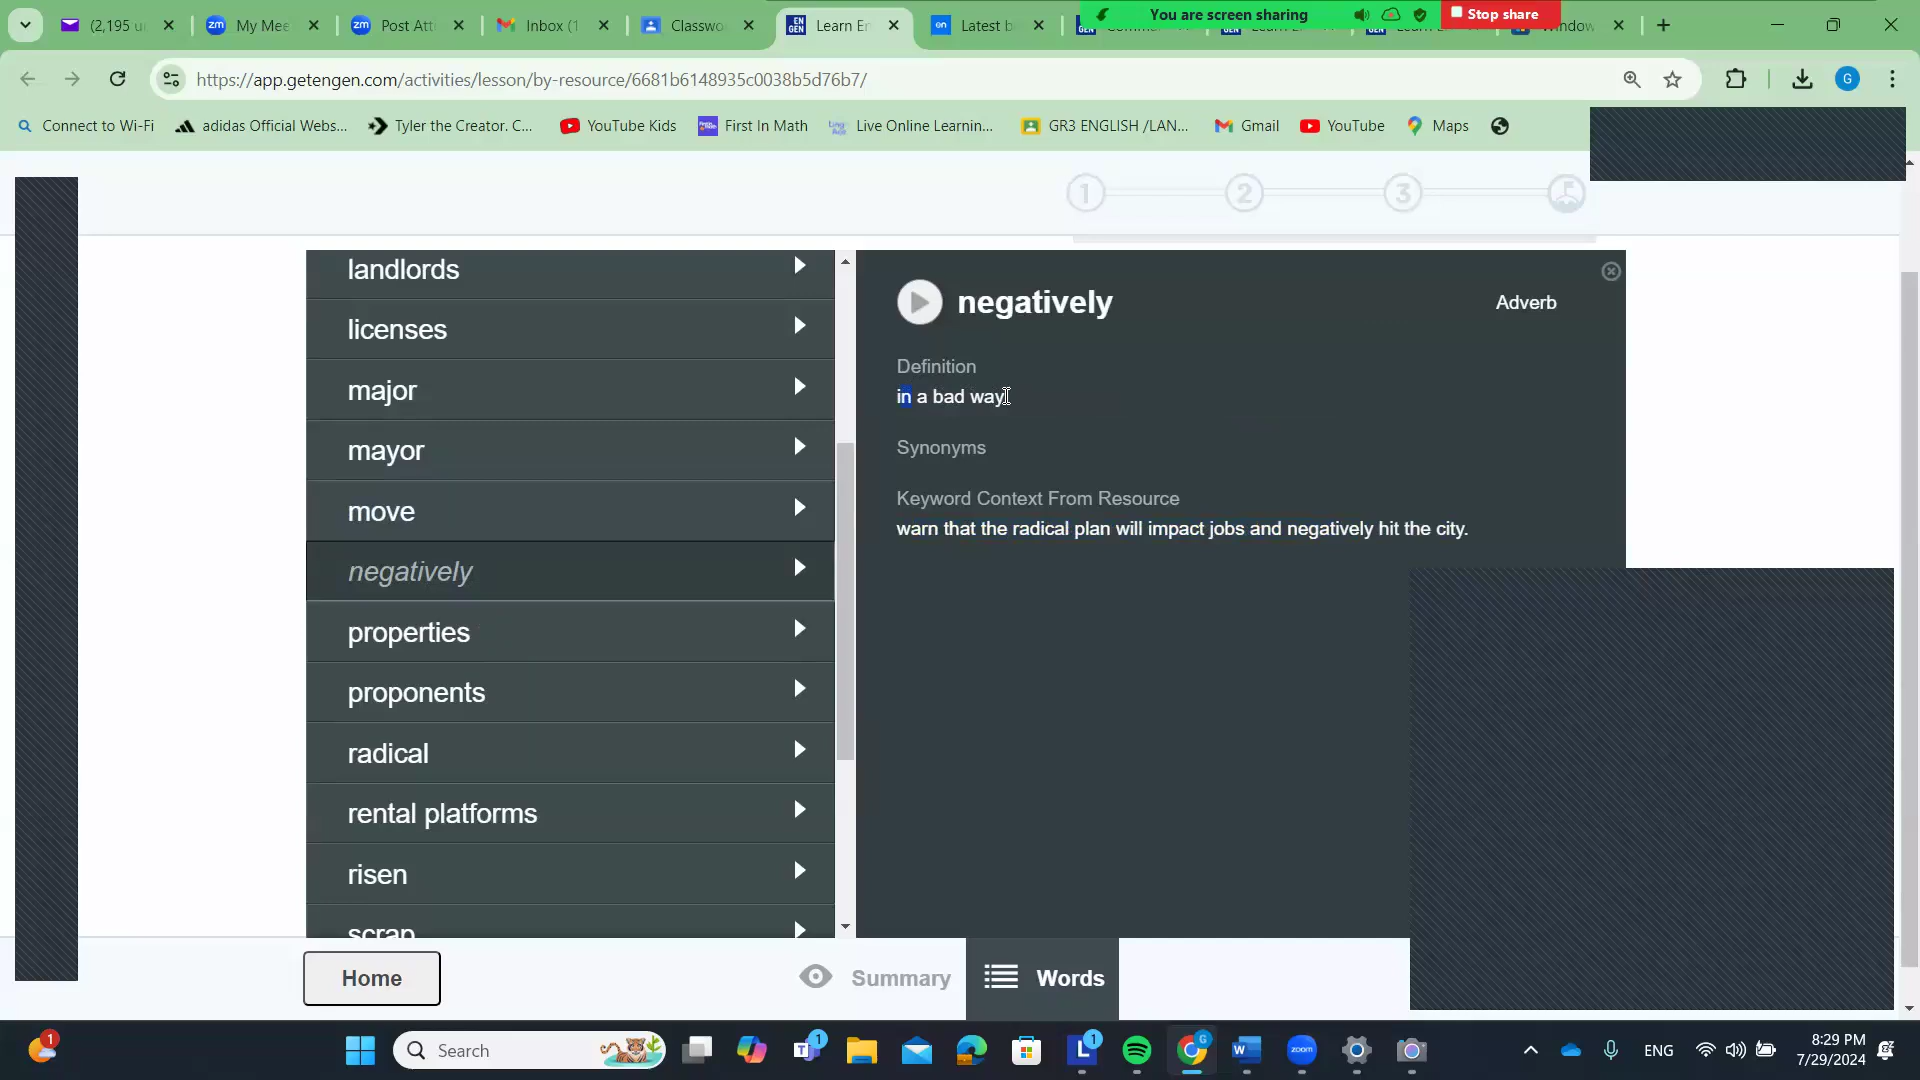 (2,195 u
My Mee
Post Atti
Inbox (1
Classwo
Learn En
Latest b
You are screen sharing
Stop share
https://app.getengen.com/activities/lesson/by-resource/6681b6148935c0038b5d76b7/
G
Connect to Wi-Fi
adidas Official Webs...
Tyler the Creator. C...
YouTube Kids
First In Math
Live Online Learnin...
GR3 ENGLISH /LAN...
Gmail
YouTube
Maps
1
2
3
landlords
licenses
major
mayor
move
negatively
properties
proponents
radical
rental platforms
risen
scrap
negatively
Adverb
Definition
in a bad way
Synonyms
Keyword Context From Resource
warn that the radical plan will impact jobs and negatively hit the city.
Home
Summary
Words
Search
ENG
8:29 PM
7/29/2024